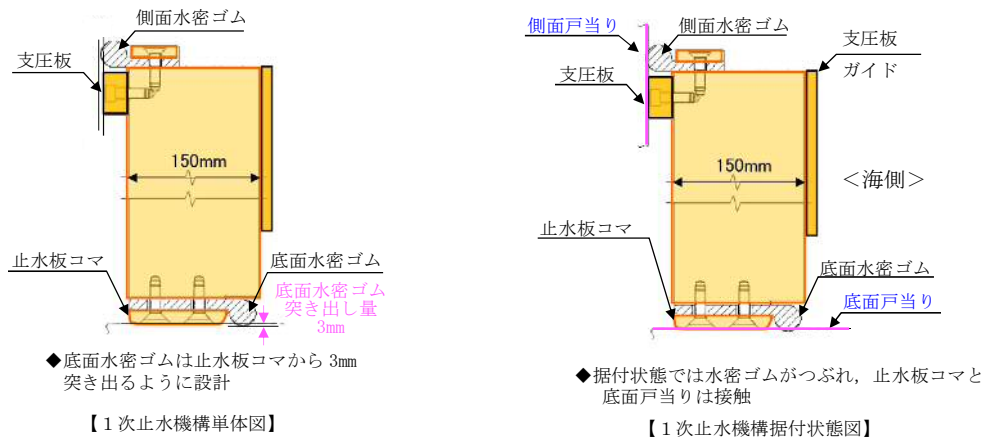 側面水密ゴム
支圧板
150mm
止水板コマ
底面水密ゴム
底面水密ゴム
突き出し量
3mm
◆底面水密ゴムは止水板コマから 3mm
突き出るように設計
【１次止水機構単体図】
側面戸当り
側面水密ゴム
支圧板
支圧板
ガイド
150mm
＜海側＞
止水板コマ
底面水密ゴム
底面戸当り
◆据付状態では水密ゴムがつぶれ，止水板コマと
底面戸当りは接触
【１次止水機構据付状態図】